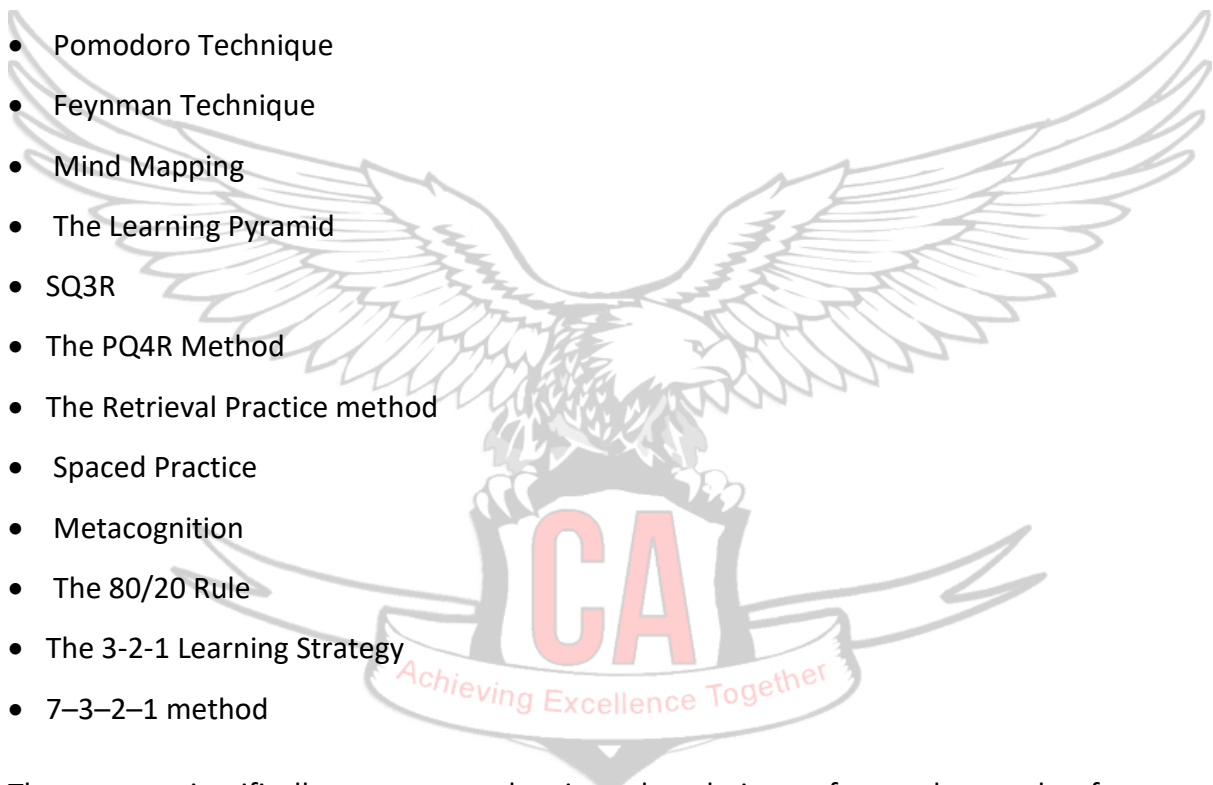 • Pomodoro Technique
• Feynman Technique
• Mind Mapping
• The Learning Pyramid
• SQ3R
• The PQ4R Method
• The Retrieval Practice method
• Spaced Practice
• Metacognition
• The 80/20 Rule
• The 3-2-1 Learning Strategy
• 7–3–2–1 method
CA
Achieving Excellence Together